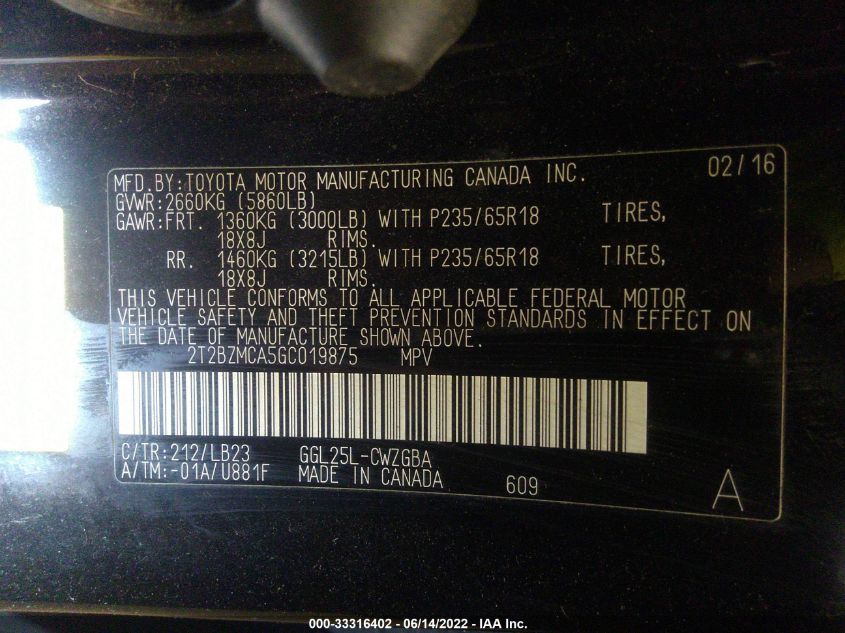 MFD.BY:TOYOTA MOTOR MANUFACTURING CANADA INC. 02/16
GVWR:2660KG (5860LB)
GAWR:FRT. 1360KG (3000LB) WITH P235/65R18 TIRES,
18X8J RIMS.
RR. 1460KG (3215LB) WITH P235/65R18 TIRES,
18X8J RIMS.
THIS VEHICLE CONFORMS TO ALL APPLICABLE FEDERAL MOTOR
VEHICLE SAFETY AND THEFT PREVENTION STANDARDS IN EFFECT ON
THE DATE OF MANUFACTURE SHOWN ABOVE.
2T2BZMCA5GC019875 MPV
C/TR:212/LB23 GGL25L-CWZGBA
A/TM:-01A/U881F MADE IN CANADA 609 A
000-33316402 - 06/14/2022 - IAA Inc.